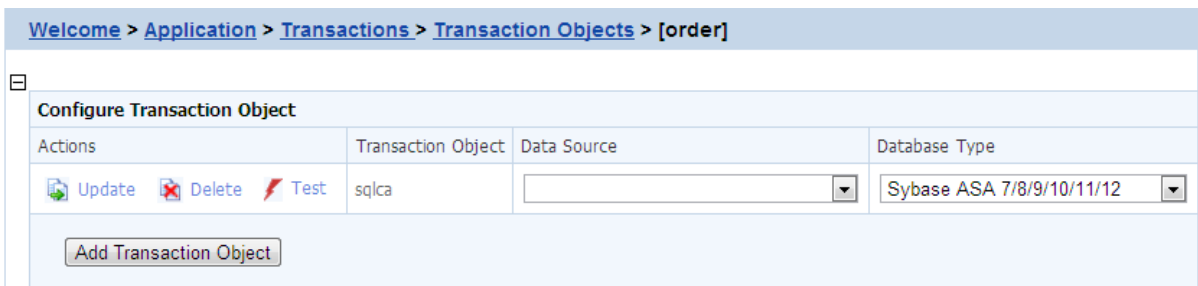 Welcome > Application > Transactions > Transaction Objects > [order]
Configure Transaction Object
Actions Transaction Object Data Source Database Type
Update Delete Test sqlca Sybase ASA 7/8/9/10/11/12
Add Transaction Object